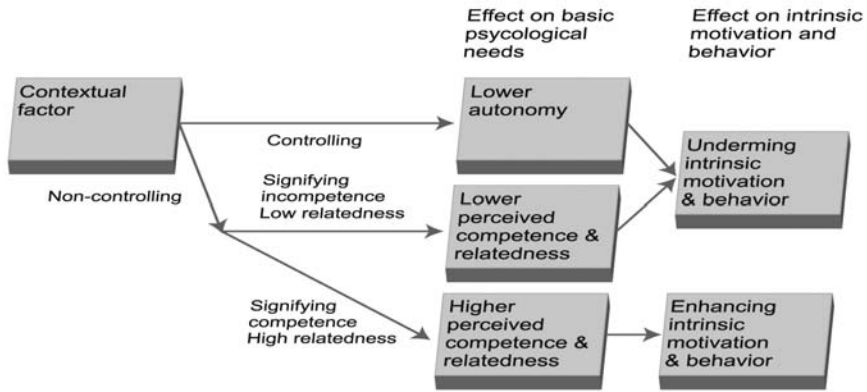 Effect on basic
psycological
needs
Effect on intrinsic
motivation and
behavior
Contextual
factor
Controlling
Lower
autonomy
Non-controlling
Signifying
incompetence
Low relatedness
Lower
perceived
competence &
relatedness
Underming
intrinsic
motivation
& behavior
Signifying
competence
High relatedness
Higher
perceived
competence &
relatedness
Enhancing
intrinsic
motivation
& behavior